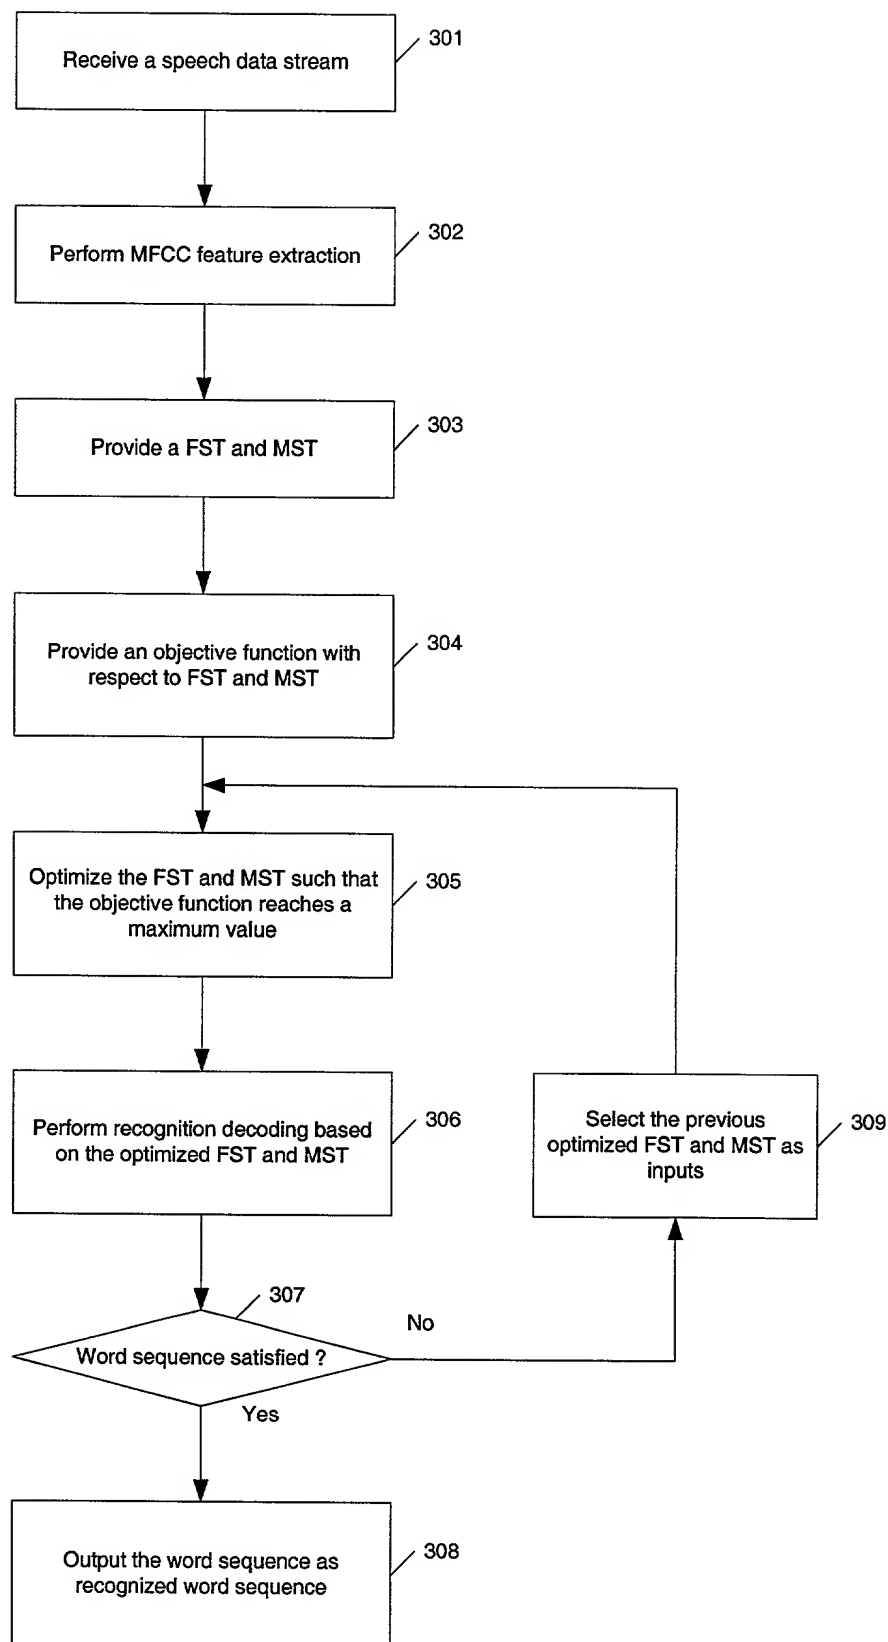 Receive a speech data stream
301
Perform MFCC feature extraction
302
Provide a FST and MST
303
Provide an objective function with
respect to FST and MST
304
Optimize the FST and MST such that
the objective function reaches a
maximum value
305
Perform recognition decoding based
on the optimized FST and MST
306
Select the previous
optimized FST and MST as
inputs
309
307
Word sequence satisfied ?
No
Yes
Output the word sequence as
recognized word sequence
308